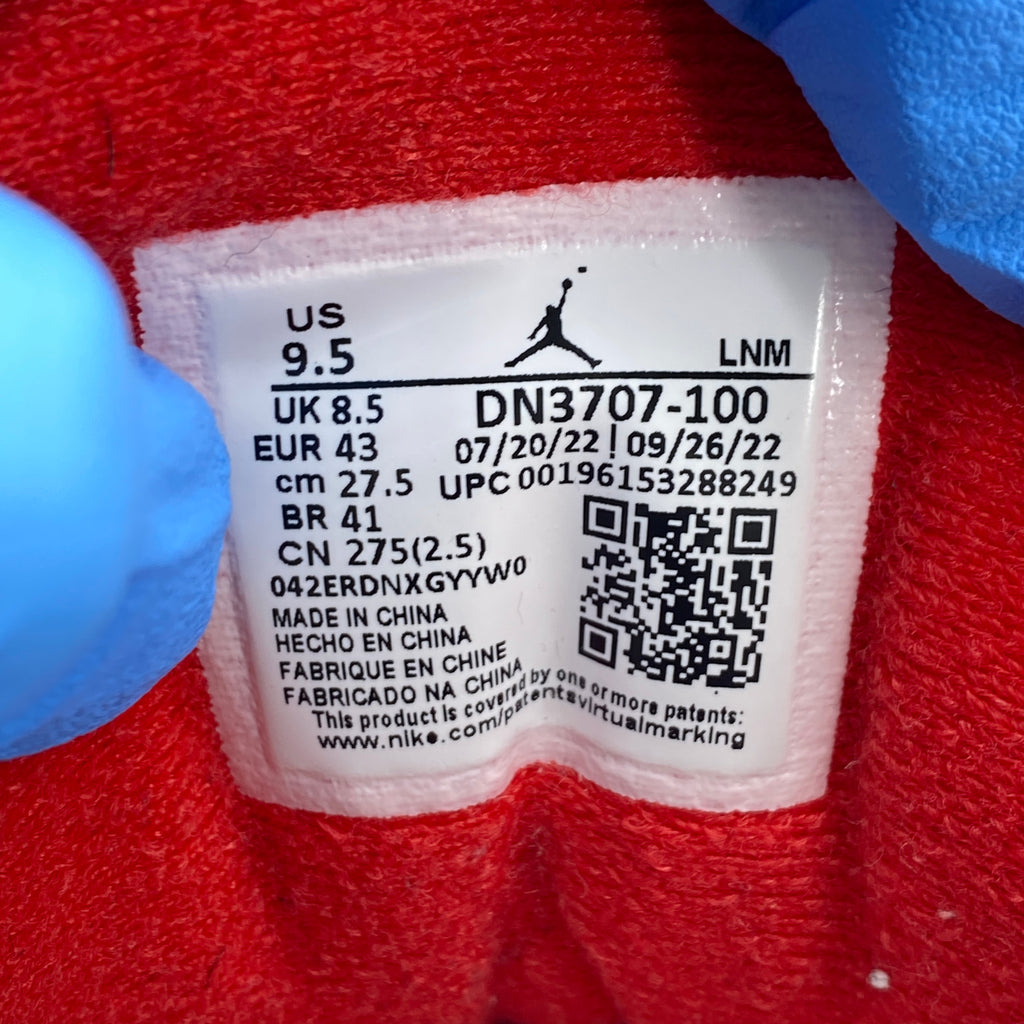 US
9.5
LNM
UK 8.5
DN3707-100
EUR 43
07/20/22 | 09/26/22
cm 27.5
UPC 00196153288249
BR 41
CN 275(2.5)
042ERDNXGYYW0
MADE IN CHINA
HECHO EN CHINA
FABRIQUE EN CHINE
FABRICADO NA CHINA
This product is covered by one or more patents:
www.nike.com/patentsvirtualmarking